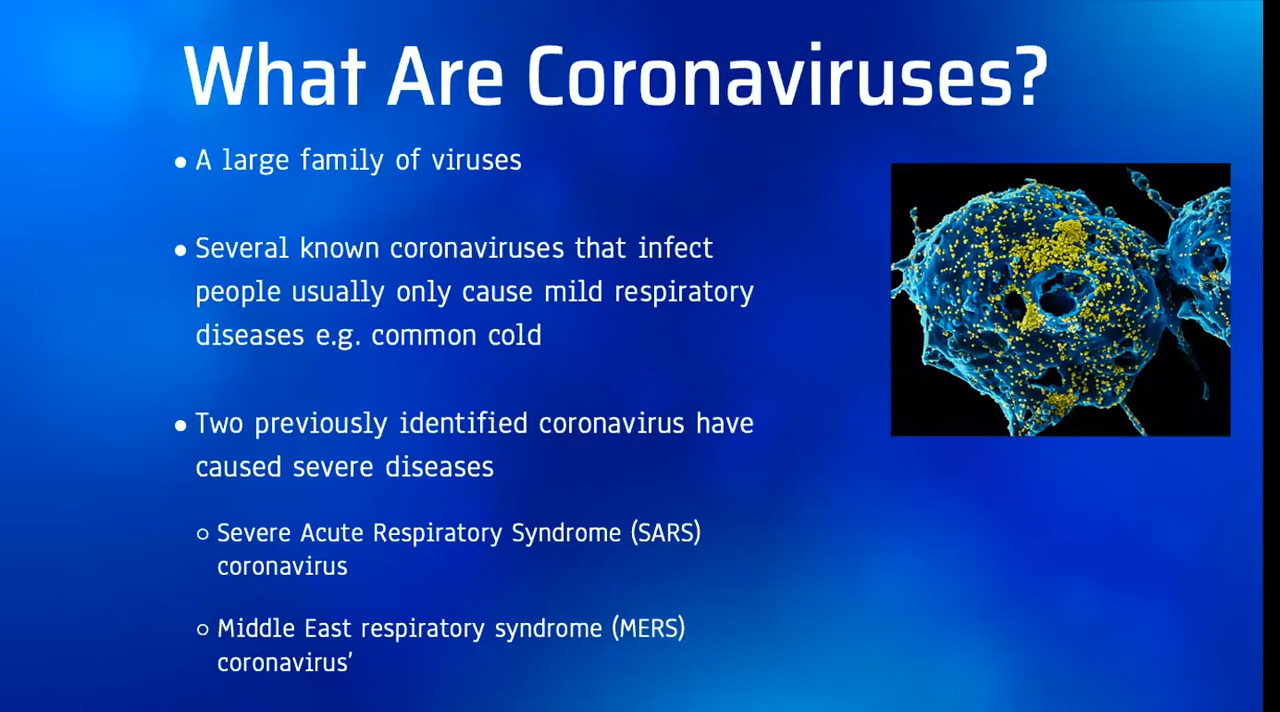 What Are Coronaviruses?
• A large family of viruses
• Several known coronaviruses that infect
people usually only cause mild respiratory
diseases e.g. common cold
• Two previously identified coronavirus have
caused severe diseases
○ Severe Acute Respiratory Syndrome (SARS)
coronavirus
○ Middle East respiratory syndrome (MERS)
coronavirus’